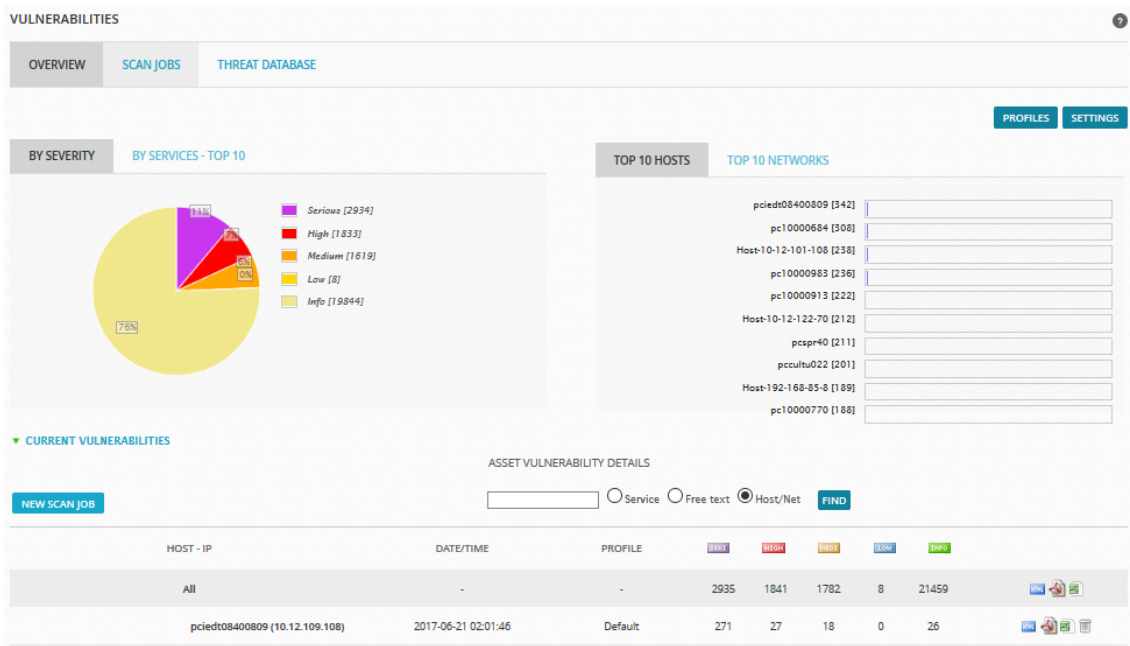 VULNERABILITIES
?
OVERVIEW SCAN JOBS THREAT DATABASE
PROFILES SETTINGS
BY SEVERITY BY SERVICES - TOP 10
11%
7%
6%
0%
76%
Serious [2934]
High [1833]
Medium [1619]
Low [8]
Info [19844]
TOP 10 HOSTS TOP 10 NETWORKS
pciedt08400809 [342]
pc10000684 [308]
Host-10-12-101-108 [238]
pc10000983 [236]
pc10000913 [222]
Host-10-12-122-70 [212]
pcspr40 [211]
pccultu022 [201]
Host-192-168-85-8 [189]
pc10000770 [188]
CURRENT VULNERABILITIES
ASSET VULNERABILITY DETAILS
NEW SCAN JOB
Service Free text Host/Net FIND
HOST - IP DATE/TIME PROFILE SERI HIGH MEDI LOW INFO
All - - 2935 1841 1782 8 21459
pciedt08400809 (10.12.109.108) 2017-06-21 02:01:46 Default 271 27 18 0 26